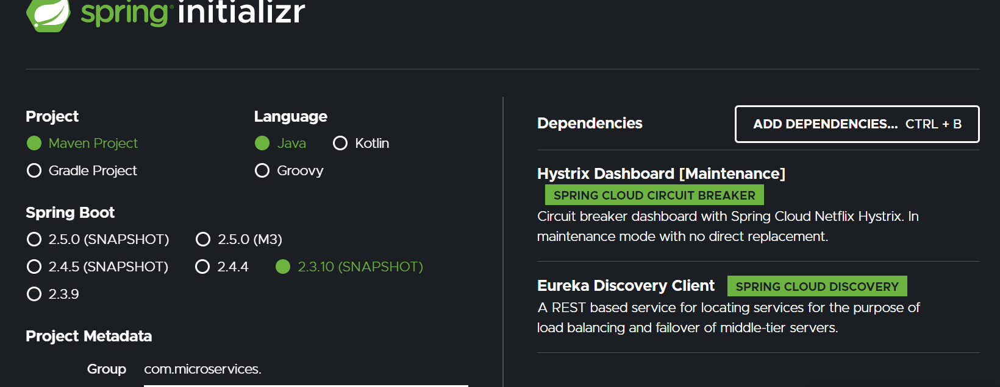 spring initializr
Project
Maven Project
Gradle Project
Language
Java Kotlin
Groovy
Spring Boot
2.5.0 (SNAPSHOT) 2.5.0 (M3)
2.4.5 (SNAPSHOT) 2.4.4 2.3.10 (SNAPSHOT)
2.3.9
Project Metadata
Group com.microservices.
Dependencies ADD DEPENDENCIES... CTRL + B
Hystrix Dashboard [Maintenance]
SPRING CLOUD CIRCUIT BREAKER
Circuit breaker dashboard with Spring Cloud Netflix Hystrix. In
maintenance mode with no direct replacement.
Eureka Discovery Client SPRING CLOUD DISCOVERY
A REST based service for locating services for the purpose of
load balancing and failover of middle-tier servers.